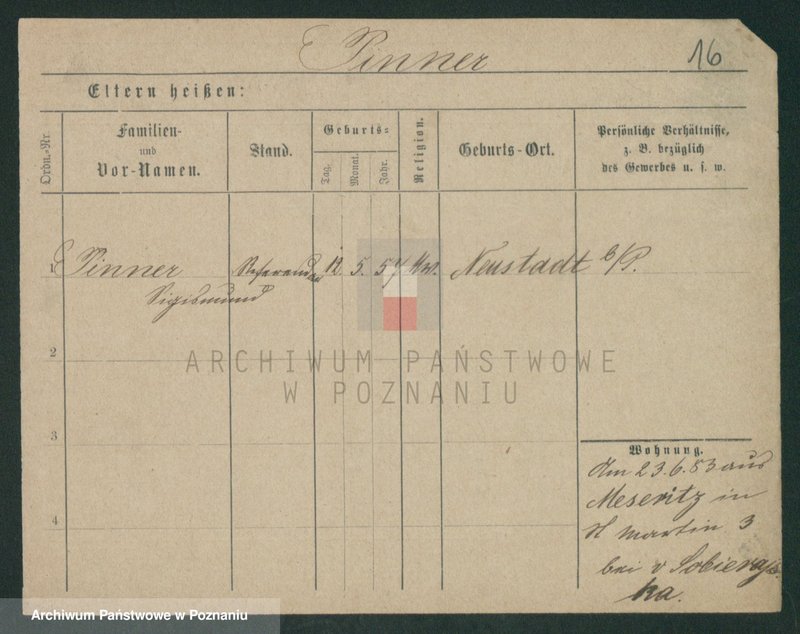 Pinner 16
Eltern heißen:
Ordn.-Nr.
Familien-
und
Vor-Namen.
Stand.
Geburts-
Tag. Monat. Jahr.
Religion.
Geburts-Ort.
Persönliche Verhältnisse,
z. B. bezüglich
des Gewerbes u. s. w.
1 Pinner Referendar 12 5. 57 Neustadt b/P.
Sigismund
2
ARCHIWUM PAŃSTWOWE
W POZNANIU
3
Wohnung.
Am 23.6.83 aus
Meseritz in
St Martin 3
4
bei v
ka.
Archiwum Państwowe w Poznaniu